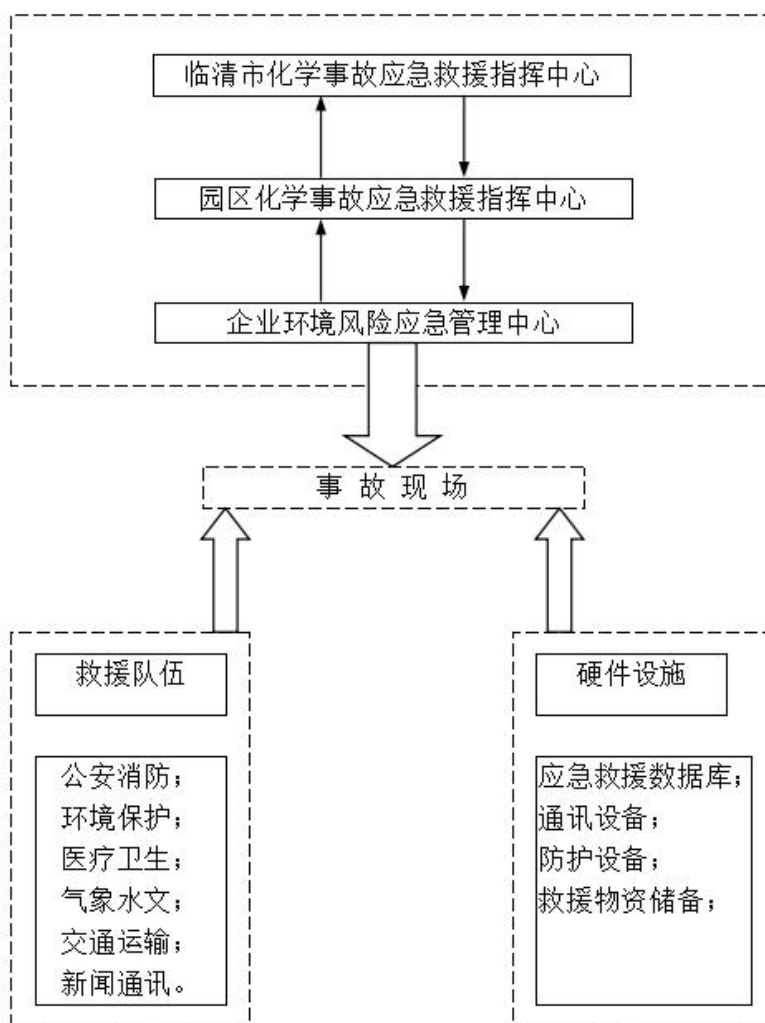 临清市化学事故应急救援指挥中心
园区化学事故应急救援指挥中心
企业环境风险应急管理中心
事故现场
救援队伍
公安消防；
环境保护；
医疗卫生；
气象水文；
交通运输；
新闻通讯。
硬件设施
应急救援数据库；
通讯设备；
防护设备；
救援物资储备；